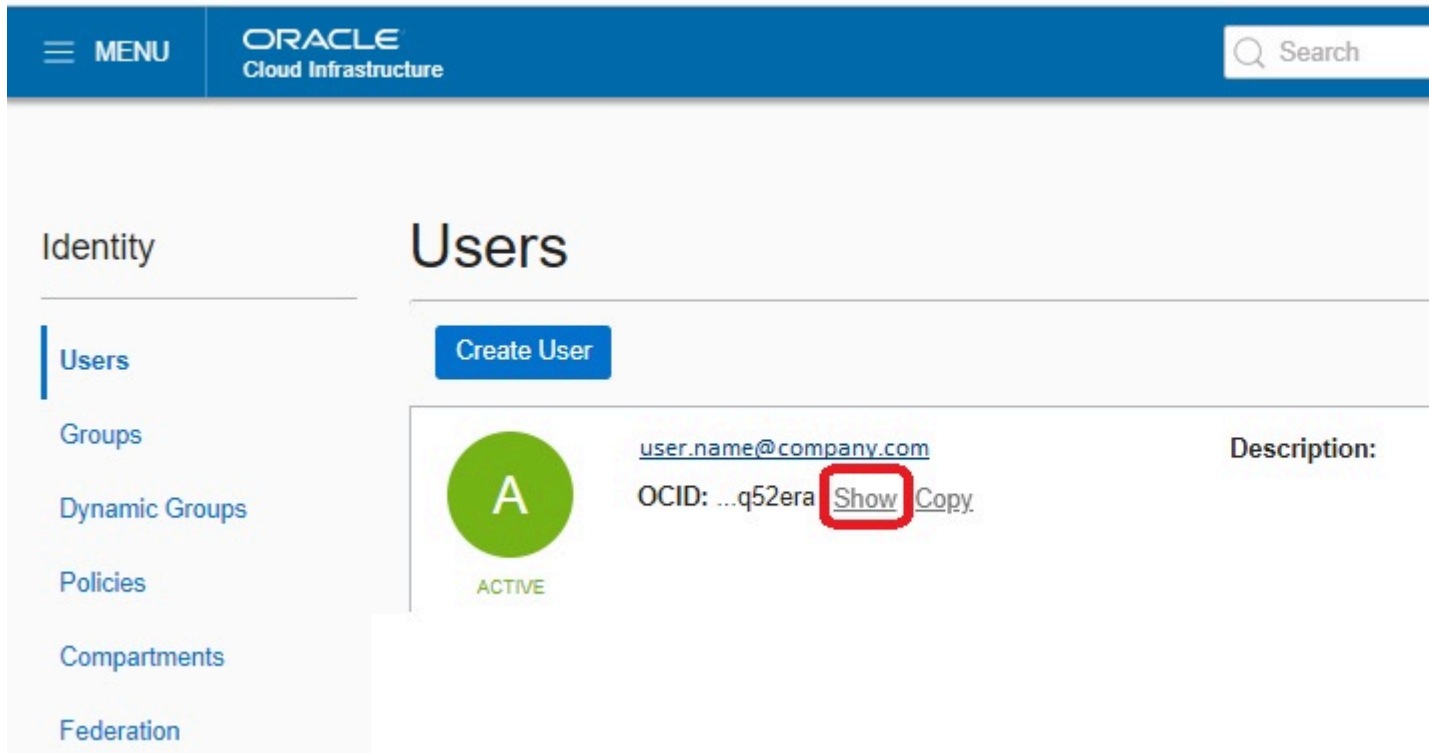 MENU
ORACLE
Cloud Infrastructure
Search
Identity
Users
Groups
Dynamic Groups
Policies
Compartments
Federation
Users
Create User
A
ACTIVE
user.name@company.com
OCID: ...q52era Show Copy
Description: